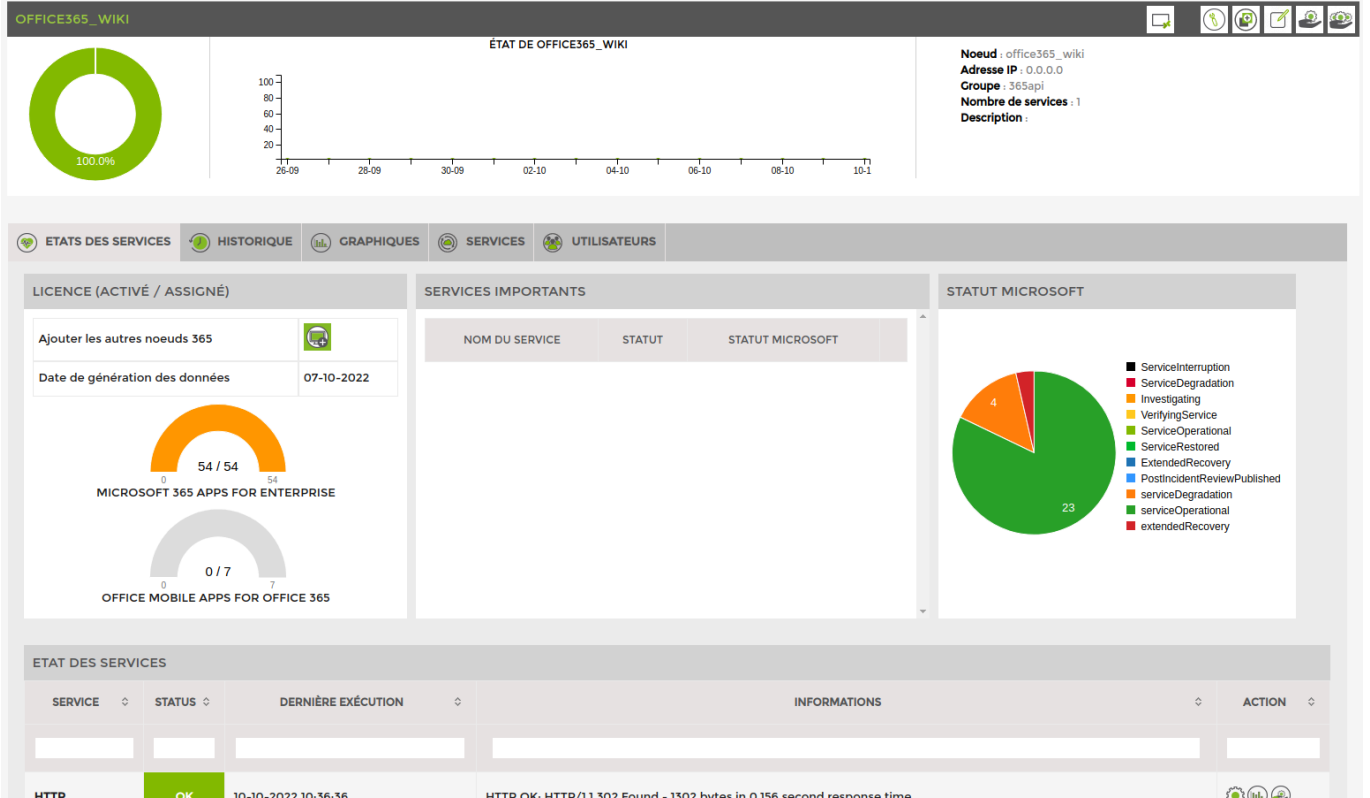 OFFICE365_WIKI
100.0%
ÉTAT DE OFFICE365_WIKI
100
80
60
40
20
26-09 28-09 30-09 02-10 04-10 06-10 08-10 10-1
Noeud : office365_wiki
Adresse IP : 0.0.0.0
Groupe : 365api
Nombre de services : 1
Description :
ETATS DES SERVICES HISTORIQUE GRAPHIQUES SERVICES UTILISATEURS
LICENCE (ACTIVÉ / ASSIGNÉ)
Ajouter les autres noeuds 365
Date de génération des données 07-10-2022
54 / 54
0 54
MICROSOFT 365 APPS FOR ENTERPRISE
0 / 7
0 7
OFFICE MOBILE APPS FOR OFFICE 365
SERVICES IMPORTANTS
NOM DU SERVICE STATUT STATUT MICROSOFT
STATUT MICROSOFT
4
23
ServiceInterruption
ServiceDegradation
Investigating
VerifyingService
ServiceOperational
ServiceRestored
ExtendedRecovery
PostIncidentReviewPublished
serviceDegradation
serviceOperational
extendedRecovery
ETAT DES SERVICES
SERVICE STATUS DERNIÈRE EXÉCUTION INFORMATIONS ACTION
HTTP OK 10-10-2022 10:36:36 HTTP OK: HTTP/1.1 302 Found - 1302 bytes in 0.156 second response time